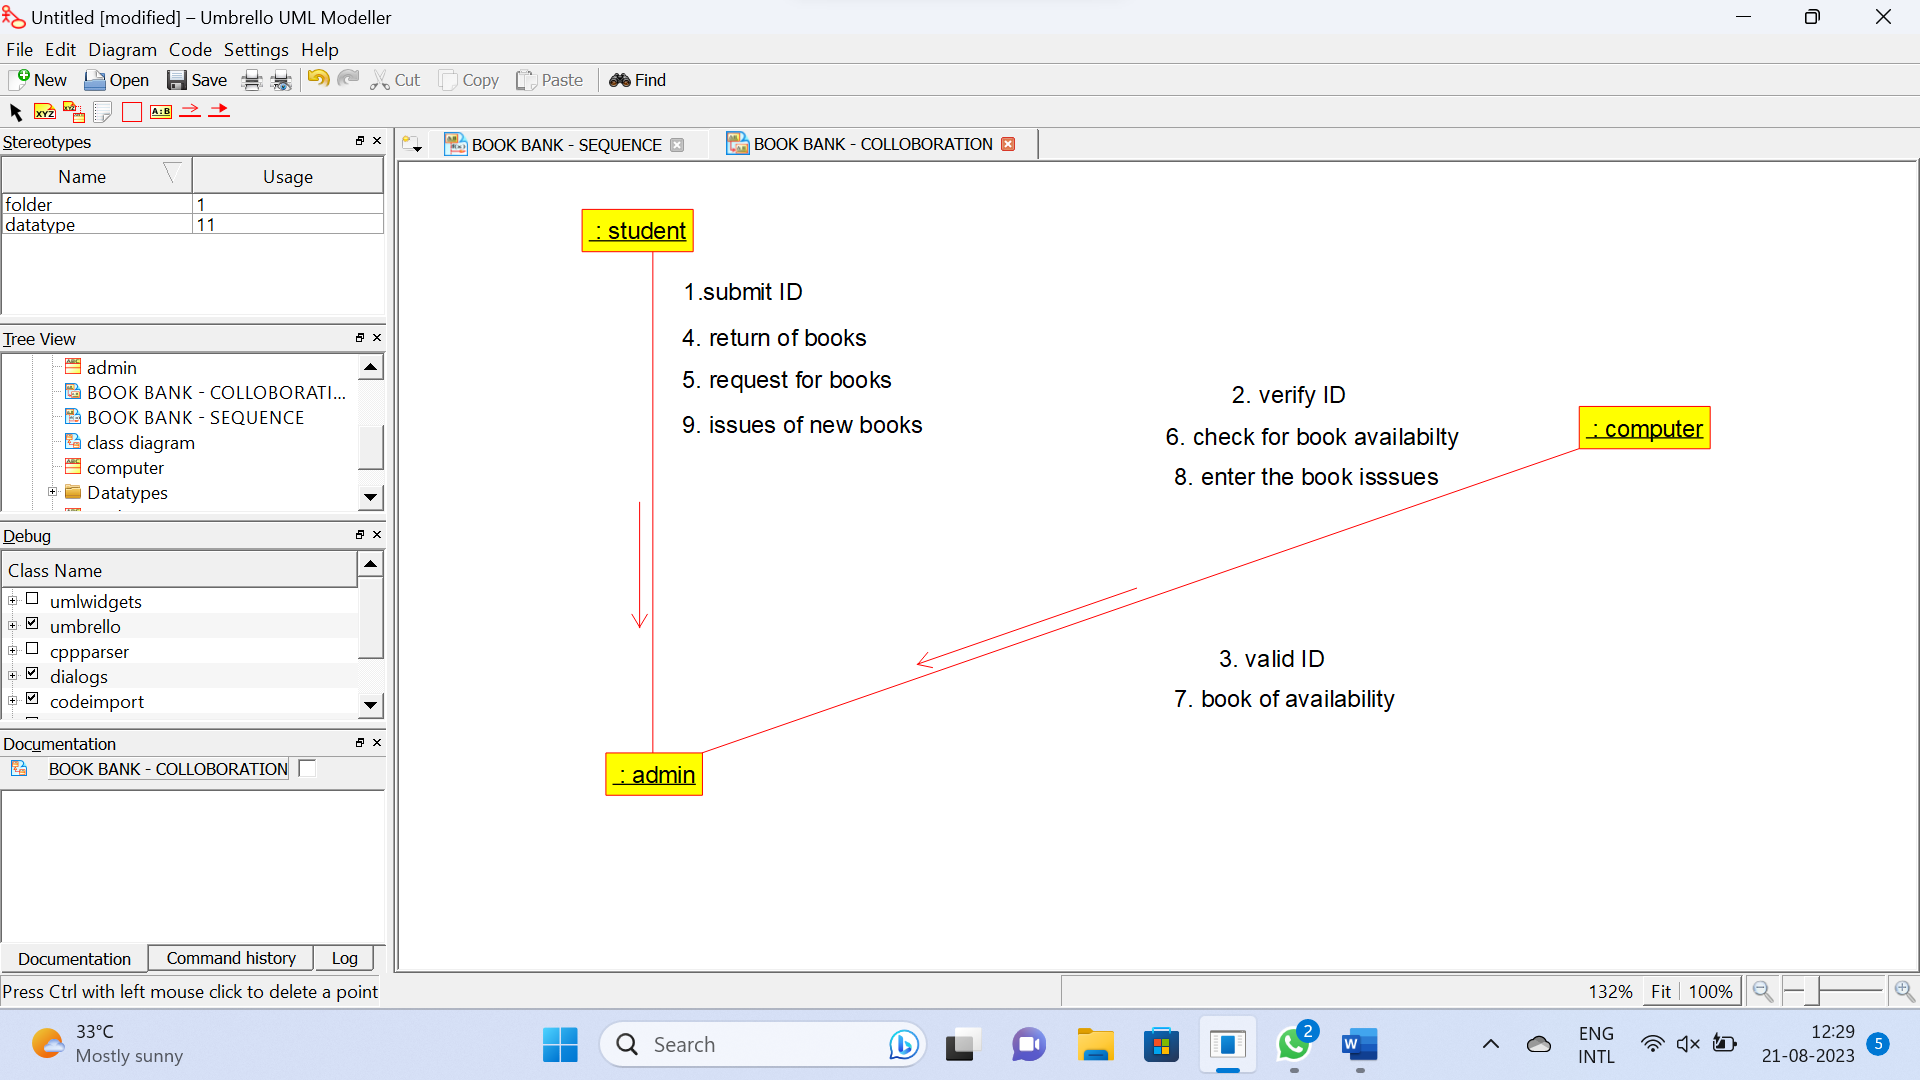 Untitled [modified] – Umbrello UML Modeller
File Edit Diagram Code Settings Help
New Open Save Cut Copy Paste Find
XYZ XYZ A:B
Stereotypes
Name Usage
folder 1
datatype 11
Tree View
admin
BOOK BANK - COLLOBORATI...
BOOK BANK - SEQUENCE
class diagram
computer
Datatypes
Debug
Class Name
umlwidgets
umbrello
cppparser
dialogs
codeimport
Documentation
BOOK BANK - COLLOBORATION
Documentation Command history Log
Press Ctrl with left mouse click to delete a point
BOOK BANK - SEQUENCE BOOK BANK - COLLOBORATION
: student
1.submit ID
4. return of books
5. request for books
9. issues of new books
2. verify ID
6. check for book availabilty
8. enter the book isssues
: computer
3. valid ID
7. book of availability
: admin
132% Fit 100%
33°C
Mostly sunny
Search
2
W
ENG
INTL
12:29
21-08-2023
5